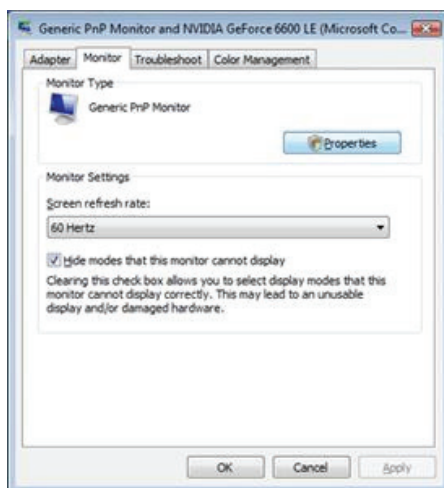 Generic PnP Monitor and NVIDIA GeForce 6600 LE (Microsoft Co...
Adapter Monitor Troubleshoot Color Management
Monitor Type
Generic PnP Monitor
Properties
Monitor Settings
Screen refresh rate:
60 Hertz
Hide modes that this monitor cannot display
Clearing this check box allows you to select display modes that this
monitor cannot display correctly. This may lead to an unusable
display and/or damaged hardware.
OK Cancel Apply